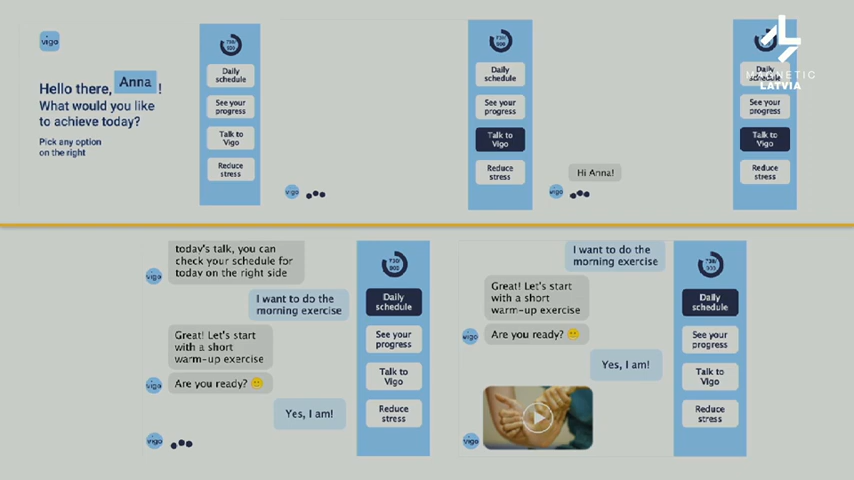 vigo
Hello there, Anna !
What would you like
to achieve today?
Pick any option
on the right
Daily
schedule
See your
progress
Talk to
Vigo
Reduce
stress
vigo
Daily
schedule
See your
progress
Talk to
Vigo
Reduce
stress
Hi Anna!
vigo
Daily
schedule
See your
progress
Talk to
Vigo
Reduce
stress
MAGNETIC
LATVIA
today's talk, you can
check your schedule for
today on the right side
vigo
I want to do the
morning exercise
Great! Let's start
with a short
warm-up exercise
Are you ready?
vigo
Yes, I am!
vigo
Daily
schedule
See your
progress
Talk to
Vigo
Reduce
stress
I want to do the
morning exercise
Great! Let's start
with a short
warm-up exercise
Are you ready?
vigo
Yes, I am!
vigo
Daily
schedule
See your
progress
Talk to
Vigo
Reduce
stress